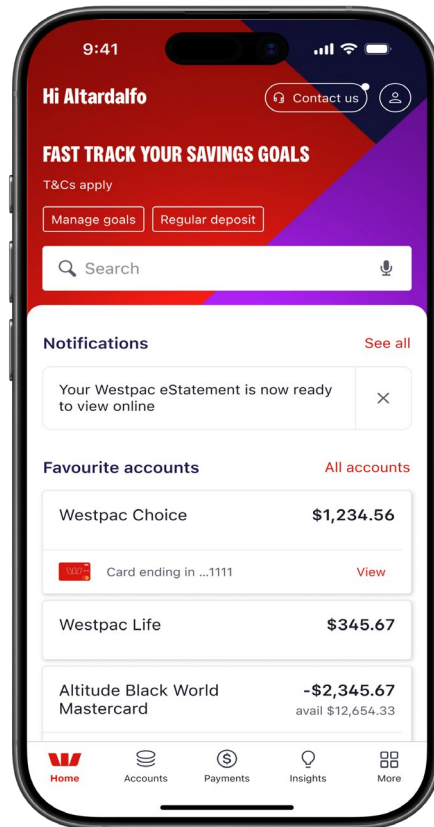 9:41
Hi Altardalfo
Contact us
FAST TRACK YOUR SAVINGS GOALS
T&Cs apply
Manage goals
Regular deposit
Search
Notifications
See all
Your Westpac eStatement is now ready
to view online
Favourite accounts
All accounts
Westpac Choice
$1,234.56
Card ending in ...1111
View
Westpac Life
$345.67
Altitude Black World
Mastercard
-$2,345.67
avail $12,654.33
Home
Accounts
Payments
Insights
More